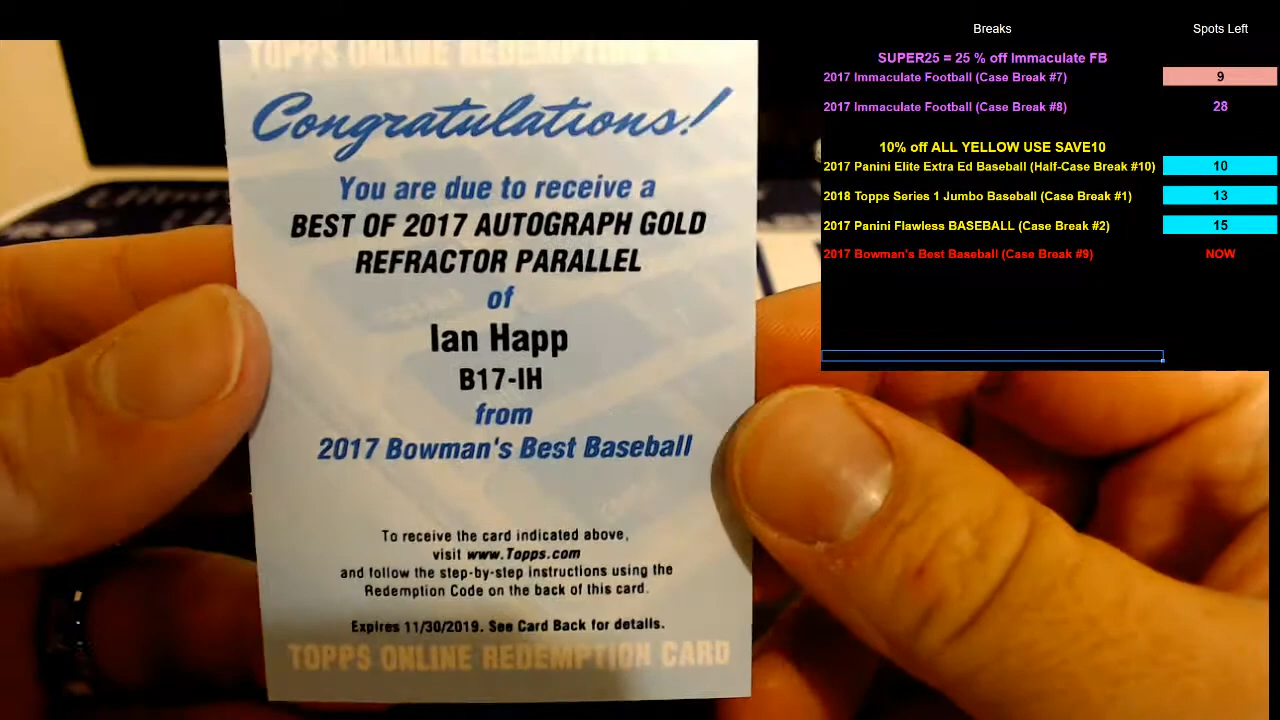 TOPPS ONLINE REDEMPTION
Congratulations!
You are due to receive a
BEST OF 2017 AUTOGRAPH GOLD
REFRACTOR PARALLEL
of
Ian Happ
B17-IH
from
2017 Bowman's Best Baseball
To receive the card indicated above,
visit www.Topps.com
and follow the step-by-step instructions using the
Redemption Code on the back of this card.
Expires 11/30/2019. See Card Back for details.
TOPPS ONLINE REDEMPTION CARD
Breaks Spots Left
SUPER25 = 25 % off Immaculate FB
2017 Immaculate Football (Case Break #7) 9
2017 Immaculate Football (Case Break #8) 28
10% off ALL YELLOW USE SAVE10
2017 Panini Elite Extra Ed Baseball (Half-Case Break #10) 10
2018 Topps Series 1 Jumbo Baseball (Case Break #1) 13
2017 Panini Flawless BASEBALL (Case Break #2) 15
2017 Bowman's Best Baseball (Case Break #9) NOW